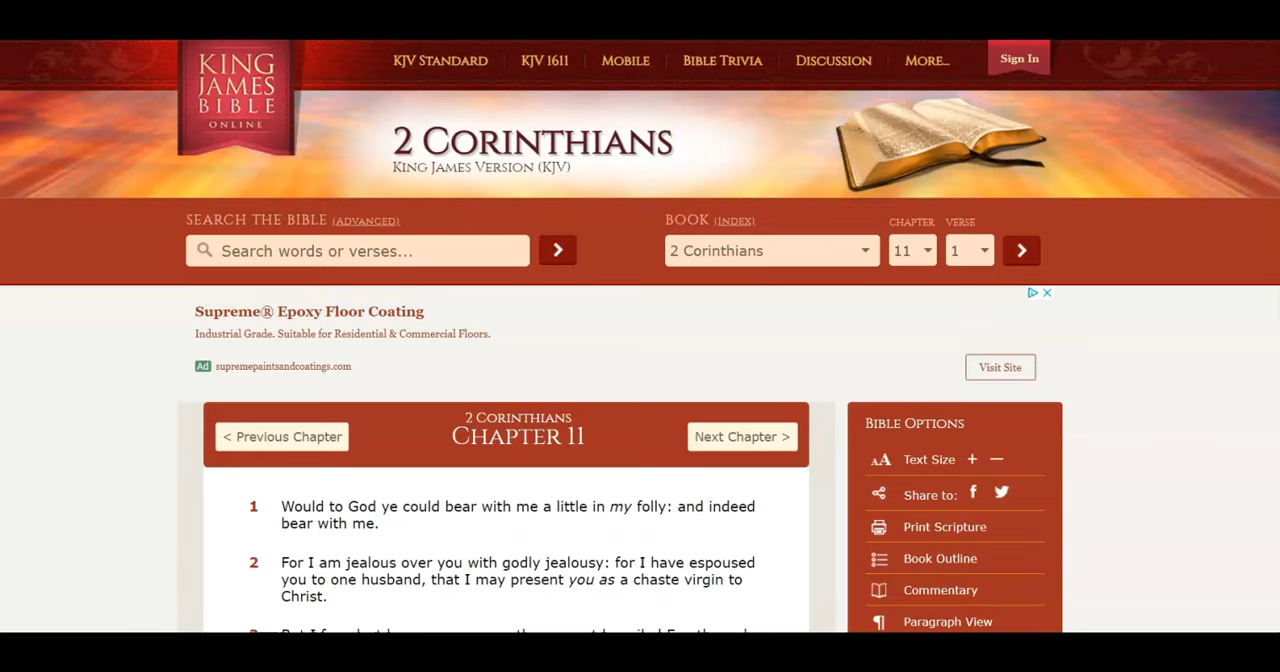 KING
JAMES
BIBLE
ONLINE
KJV STANDARD KJV 1611 MOBILE BIBLE TRIVIA DISCUSSION MORE... Sign In
2 CORINTHIANS
KING JAMES VERSION (KJV)
SEARCH THE BIBLE (ADVANCED) BOOK (INDEX) CHAPTER VERSE
Search words or verses... 2 Corinthians 11 1
Supreme® Epoxy Floor Coating
Industrial Grade. Suitable for Residential & Commercial Floors.
Ad supremepaintsandcoatings.com Visit Site
2 CORINTHIANS
< Previous Chapter CHAPTER 11 Next Chapter >
1 Would to God ye could bear with me a little in my folly: and indeed
bear with me.
2 For I am jealous over you with godly jealousy: for I have espoused
you to one husband, that I may present you as a chaste virgin to
Christ.
BIBLE OPTIONS
AA Text Size + —
Share to:
Print Scripture
Book Outline
Commentary
Paragraph View